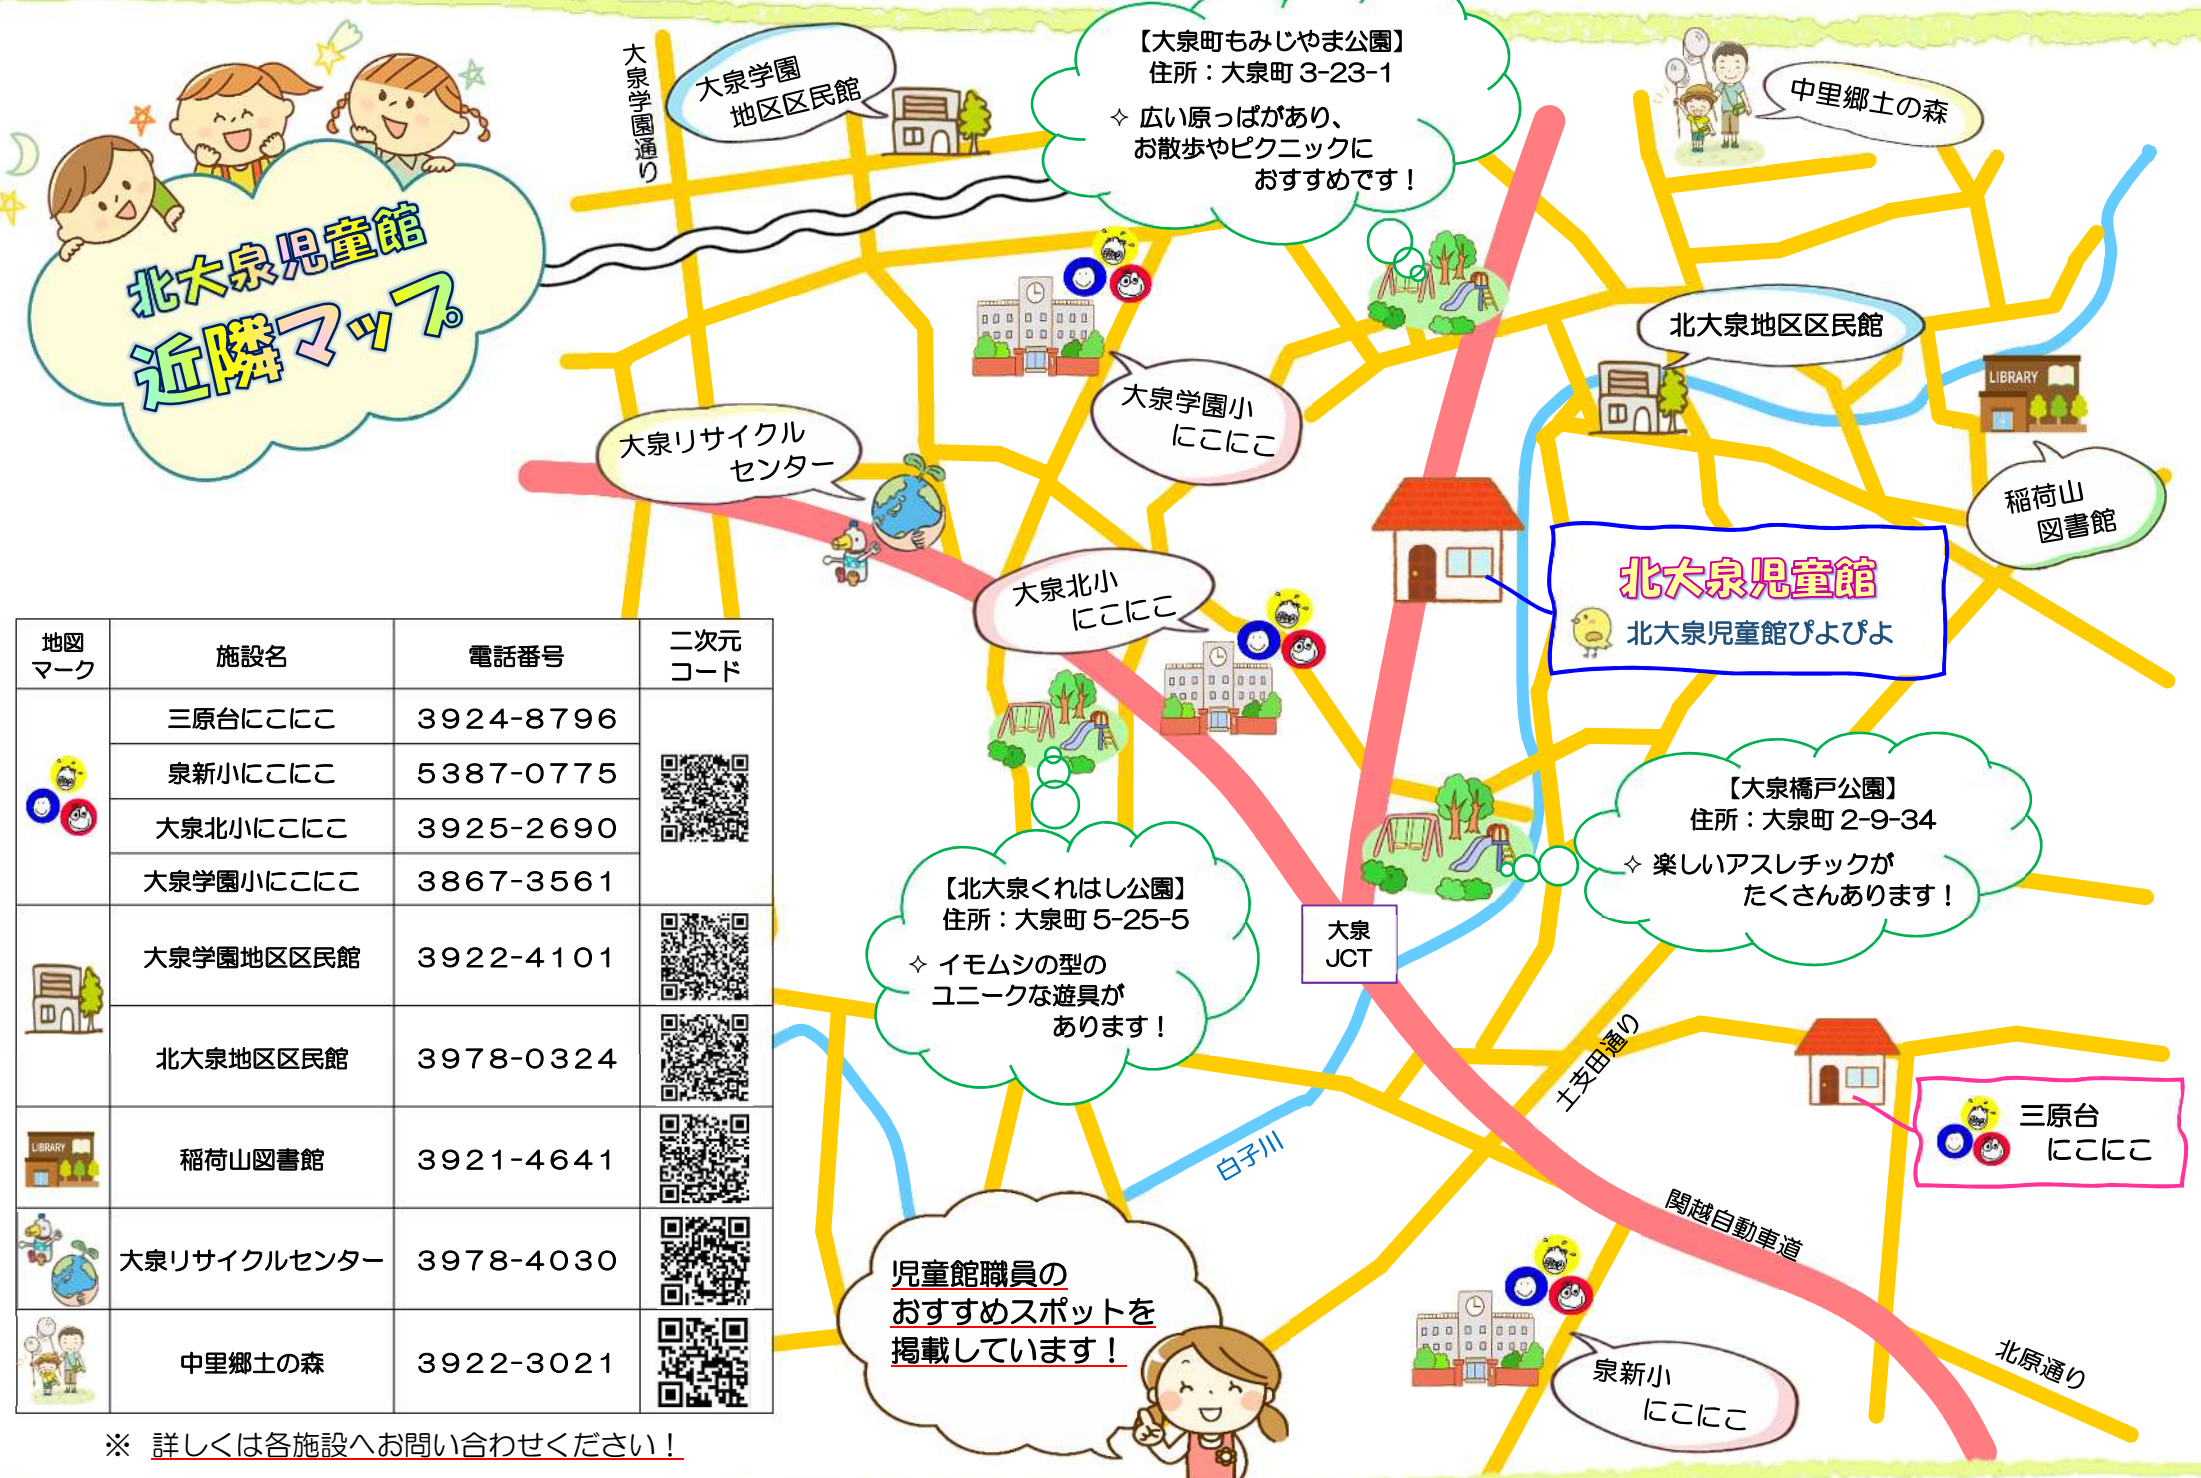 北大泉児童館
近隣マップ
大泉学園通り
大泉学園
地区区民館
【大泉町もみじやま公園】
住所：大泉町 3-23-1
✧ 広い原っぱがあり、
お散歩やピクニックに
おすすめです！
中里郷土の森
北大泉地区区民館
LIBRARY
稲荷山
図書館
大泉学園小
にこにこ
大泉リサイクル
センター
大泉北小
にこにこ
北大泉児童館
北大泉児童館ぴよぴよ
【大泉橋戸公園】
住所：大泉町 2-9-34
✧ 楽しいアスレチックが
たくさんあります！
【北大泉くれはし公園】
住所：大泉町 5-25-5
✧ イモムシの型の
ユニークな遊具が
あります！
大泉
JCT
土支田通り
白子川
関越自動車道
三原台
にこにこ
北原通り
泉新小
にこにこ
児童館職員の
おすすめスポットを
掲載しています！
地図
マーク
施設名
電話番号
二次元
コード
三原台にこにこ 3924-8796
泉新小にこにこ 5387-0775
大泉北小にこにこ 3925-2690
大泉学園小にこにこ 3867-3561
大泉学園地区区民館 3922-4101
北大泉地区区民館 3978-0324
LIBRARY
稲荷山図書館 3921-4641
大泉リサイクルセンター 3978-4030
中里郷土の森 3922-3021
※ 詳しくは各施設へお問い合わせください！